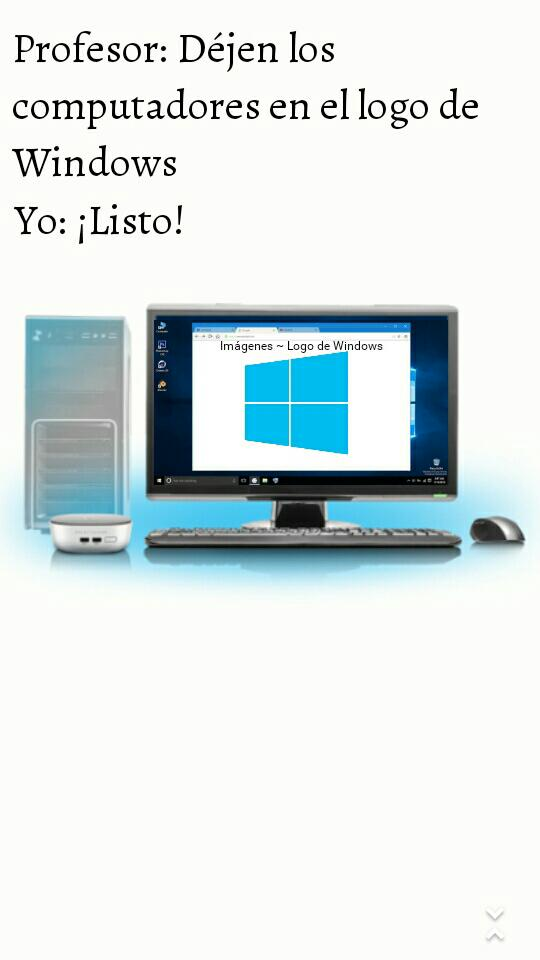 Profesor: Déjen los
computadores en el logo de
Windows
Yo: ¡Listo!
Imágenes ~ Logo de Windows